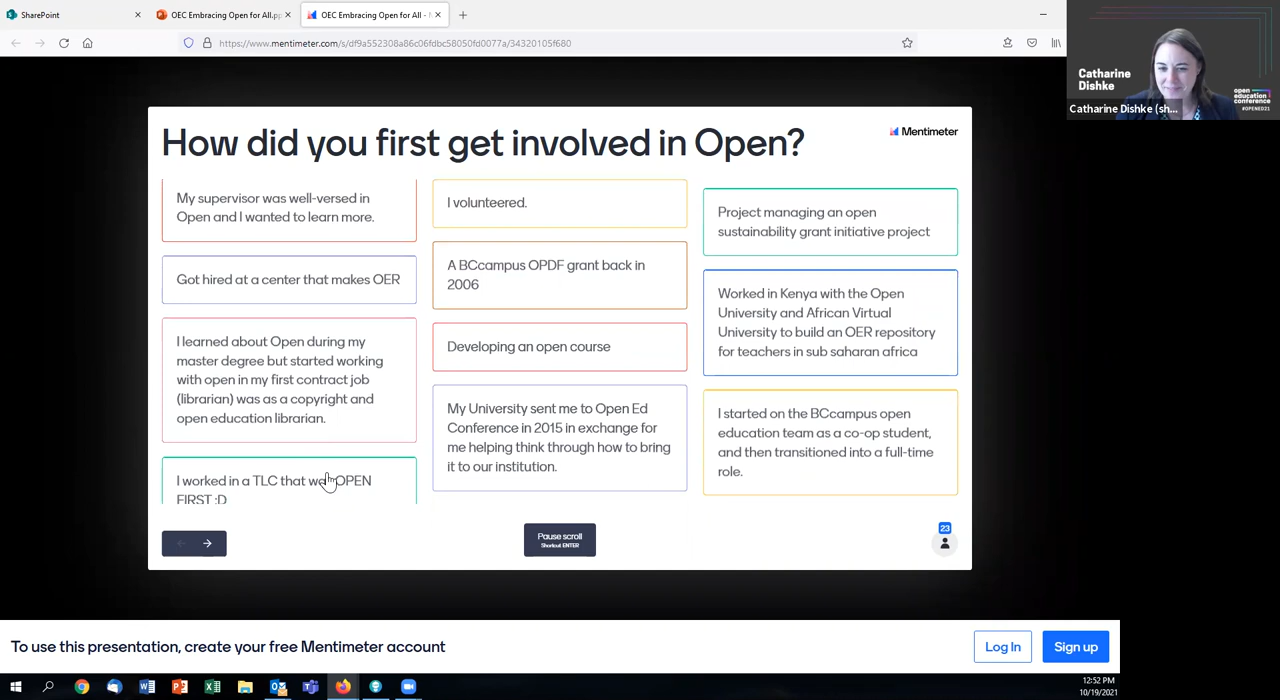 SharePoint
OEC Embracing Open for All.pp
OEC Embracing Open for All -
https://www.mentimeter.com/s/df9a552308a86c06fdbc58050fd0077a/34320105f680
Catharine
Dishke
open
education
conference
#OPENED21
Catharine Dishke (sh...
How did you first get involved in Open?
Mentimeter
My supervisor was well-versed in
Open and I wanted to learn more.
Got hired at a center that makes OER
I learned about Open during my
master degree but started working
with open in my first contract job
(librarian) was as a copyright and
open education librarian.
I worked in a TLC that was OPEN
FIRST :D
I volunteered.
A BCcampus OPDF grant back in
2006
Developing an open course
My University sent me to Open Ed
Conference in 2015 in exchange for
me helping think through how to bring
it to our institution.
Project managing an open
sustainability grant initiative project
Worked in Kenya with the Open
University and African Virtual
University to build an OER repository
for teachers in sub saharan africa
I started on the BCcampus open
education team as a co-op student,
and then transitioned into a full-time
role.
Pause scroll
Shortcut ENTER
23
To use this presentation, create your free Mentimeter account
Log In
Sign up
12:52 PM
10/19/2021